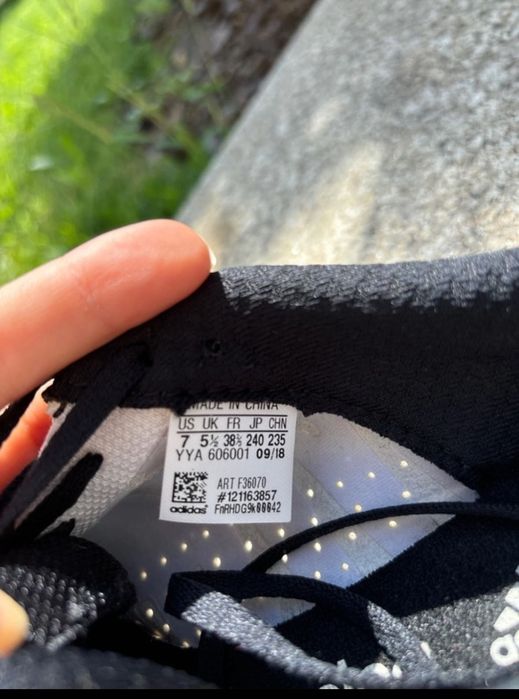 MADE IN CHINA
US UK FR JP CHN
7 5½ 38⅔ 240 235
YYA 606001 09/18
ART F36070
#121163857
adidas FnRHDG9k00042